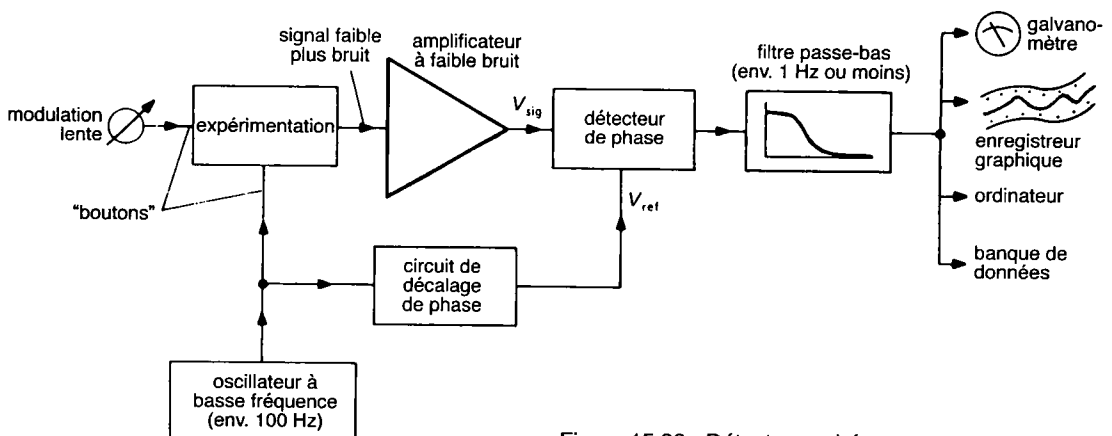 signal faible
plus bruit
amplificateur
à faible bruit
filtre passe-bas
(env. 1 Hz ou moins)
galvano-
mètre
modulation
lente
expérimentation
V sig
détecteur
de phase
enregistreur
graphique
"boutons"
V ref
ordinateur
circuit de
décalage
de phase
banque de
données
oscillateur à
basse fréquence
(env. 100 Hz)